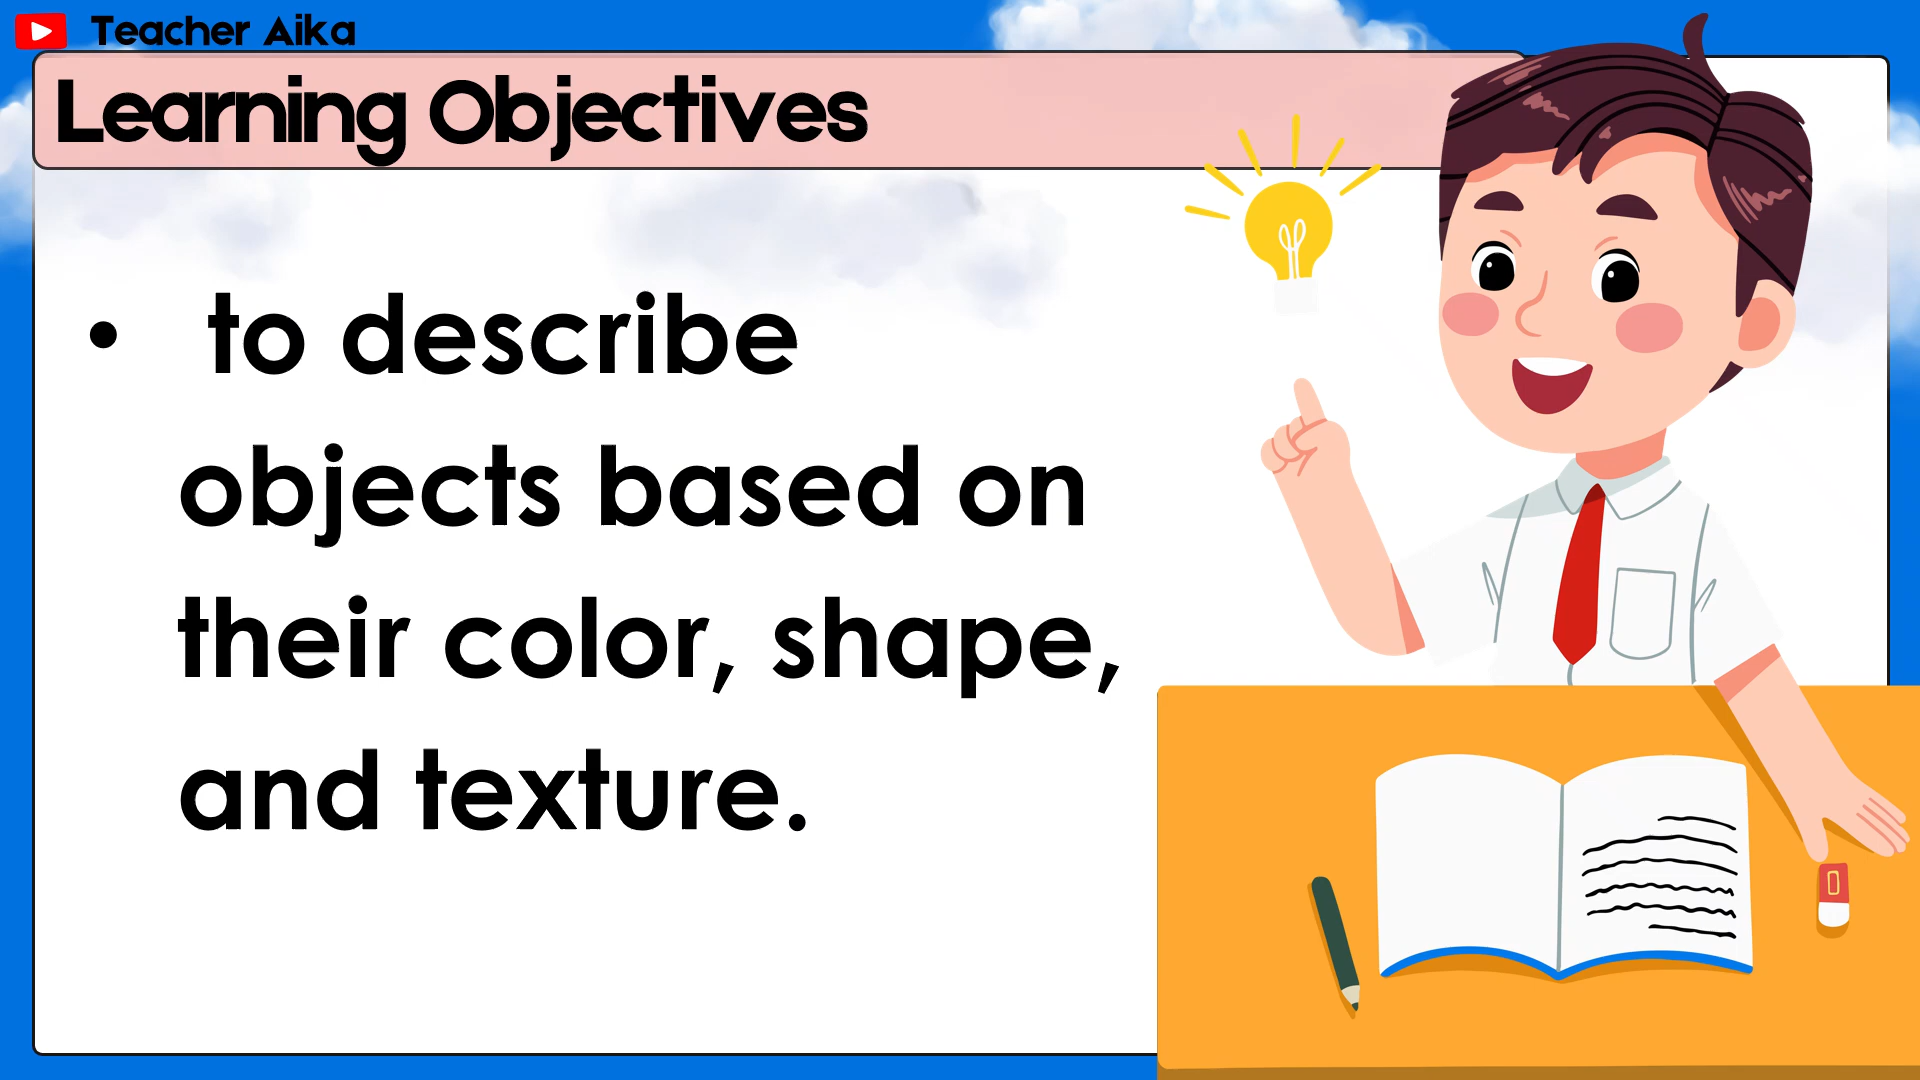 Teacher Aika
Learning Objectives
• to describe
objects based on
their color, shape,
and texture.